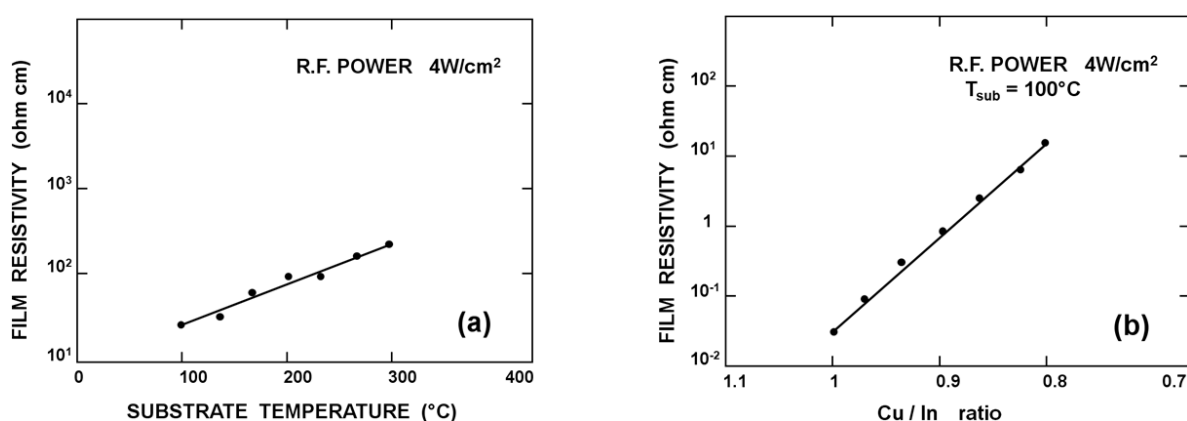 R.F. POWER 4W/cm²
FILM RESISTIVITY (ohm cm)
10⁴
10³
10²
10¹
(a)
0 100 200 300 400
SUBSTRATE TEMPERATURE (°C)
R.F. POWER 4W/cm²
T_sub = 100°C
FILM RESISTIVITY (ohm cm)
10²
10¹
1
10⁻¹
10⁻²
(b)
1.1 1 0.9 0.8 0.7
Cu / In ratio